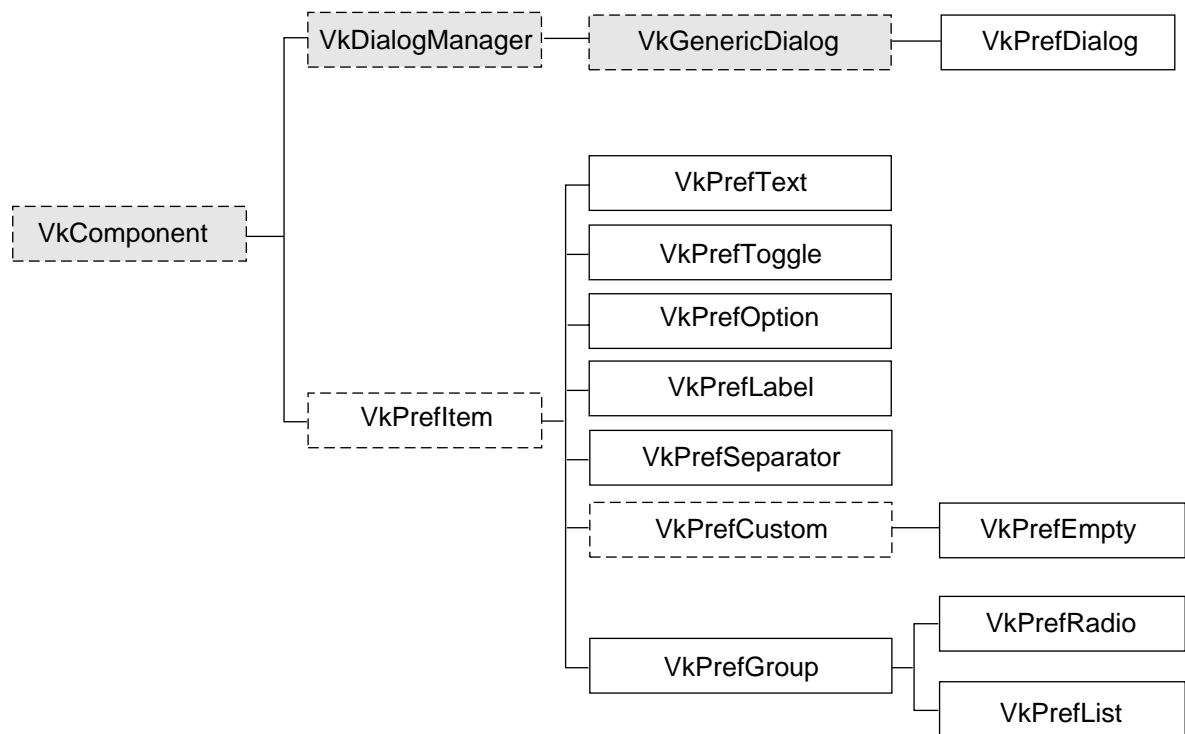 VkDialogManager
VkGenericDialog
VkPrefDialog
VkPrefText
VkComponent
VkPrefToggle
VkPrefOption
VkPrefLabel
VkPrefItem
VkPrefSeparator
VkPrefCustom
VkPrefEmpty
VkPrefRadio
VkPrefGroup
VkPrefList